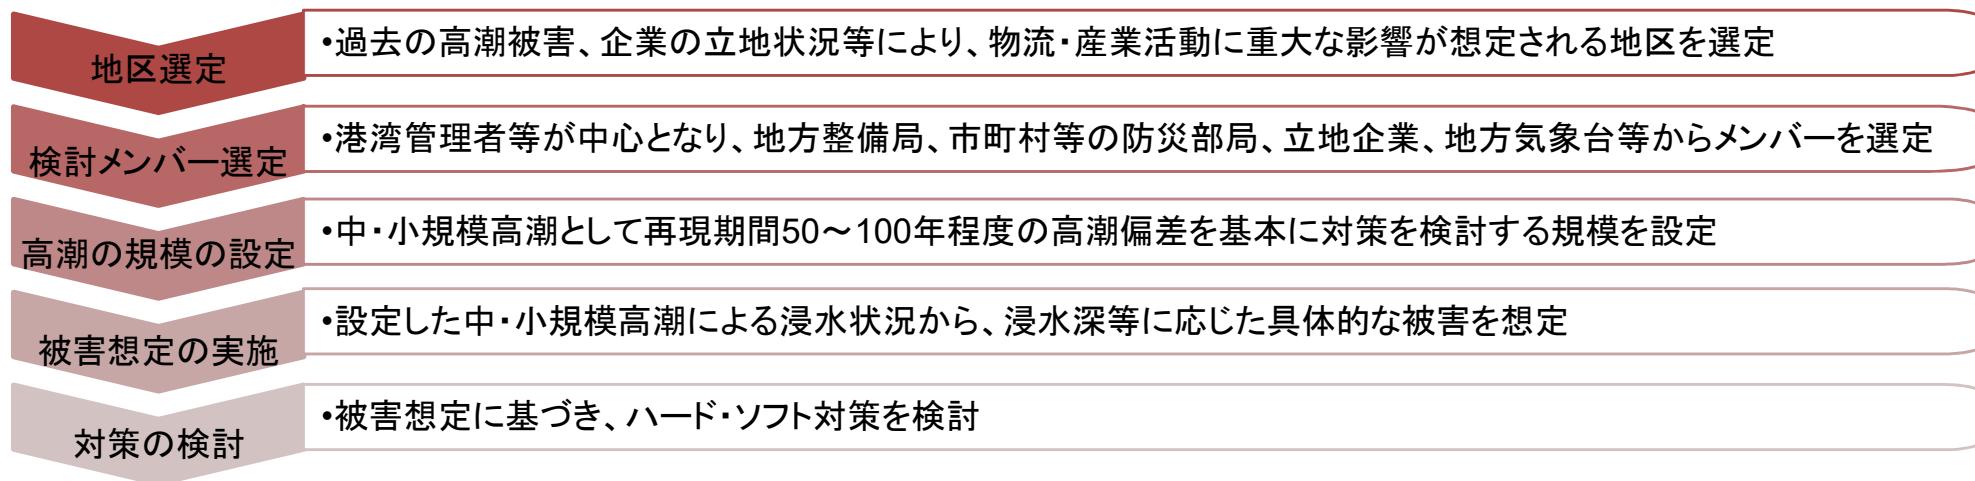 地区選定
•過去の高潮被害、企業の立地状況等により、物流・産業活動に重大な影響が想定される地区を選定
検討メンバー選定
•港湾管理者等が中心となり、地方整備局、市町村等の防災部局、立地企業、地方気象台等からメンバーを選定
高潮の規模の設定
•中・小規模高潮として再現期間50～100年程度の高潮偏差を基本に対策を検討する規模を設定
被害想定の実施
•設定した中・小規模高潮による浸水状況から、浸水深等に応じた具体的な被害を想定
対策の検討
•被害想定に基づき、ハード・ソフト対策を検討